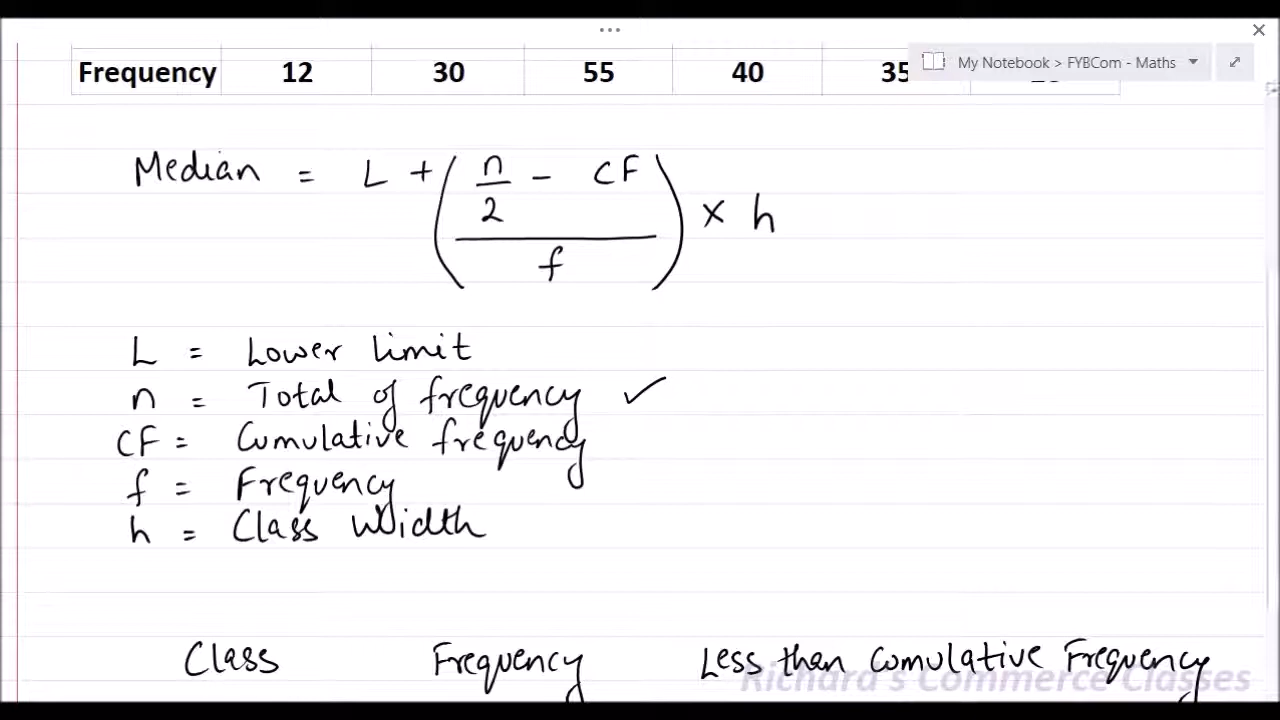 ...
My Notebook > FYBCom - Maths
Frequency 12 30 55 40 35
Median = L + ( n/2 - CF / f ) × h
L = Lower limit
n = Total of frequency ✓
CF = Cumulative frequency
f = Frequency
h = Class Width
Class Frequency Less than Cumulative Frequency
Richard's Commerce Classes